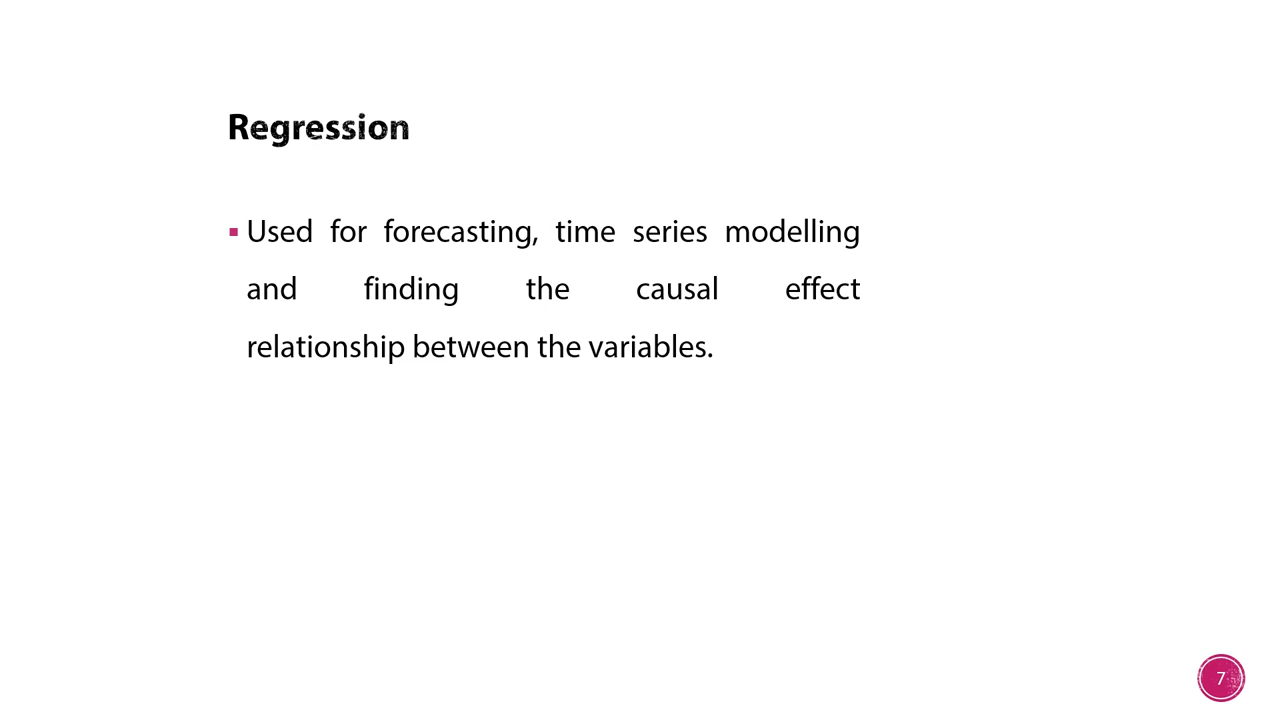 Regression
▪ Used for forecasting, time series modelling
and finding the causal effect
relationship between the variables.
7